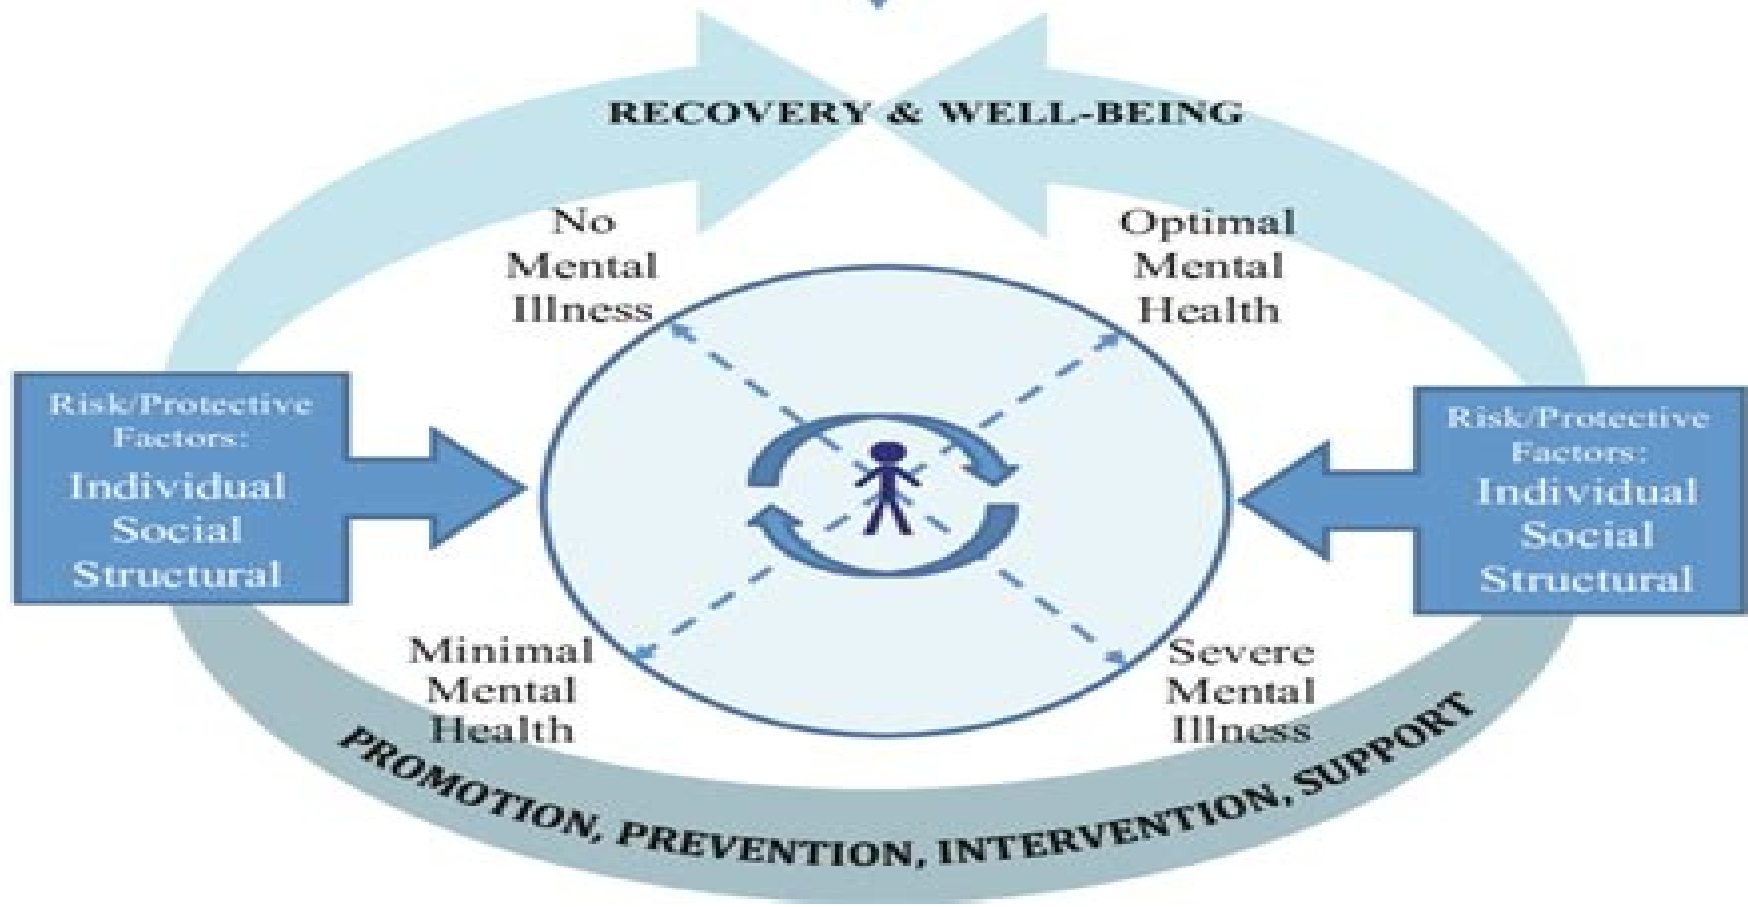 RECOVERY & WELL-BEING
No
Mental
Illness
Optimal
Mental
Health
Risk/Protective
Factors:
Individual
Social
Structural
Risk/Protective
Factors:
Individual
Social
Structural
Minimal
Mental
Health
Severe
Mental
Illness
PROMOTION, PREVENTION, INTERVENTION, SUPPORT